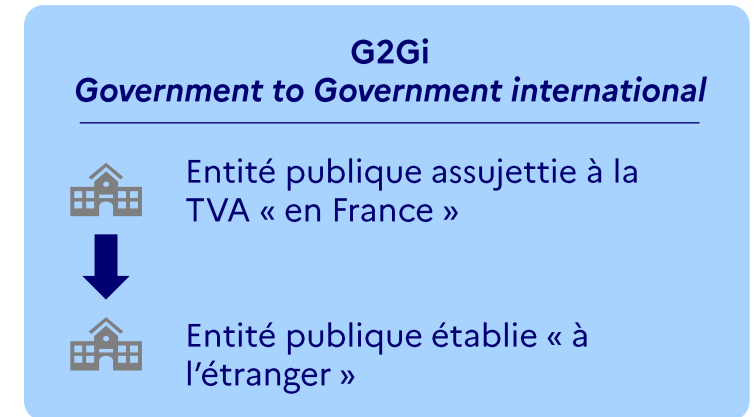 G2Gi
Government to Government international
Entité publique assujettie à la
TVA « en France »
Entité publique établie « à
l’étranger »